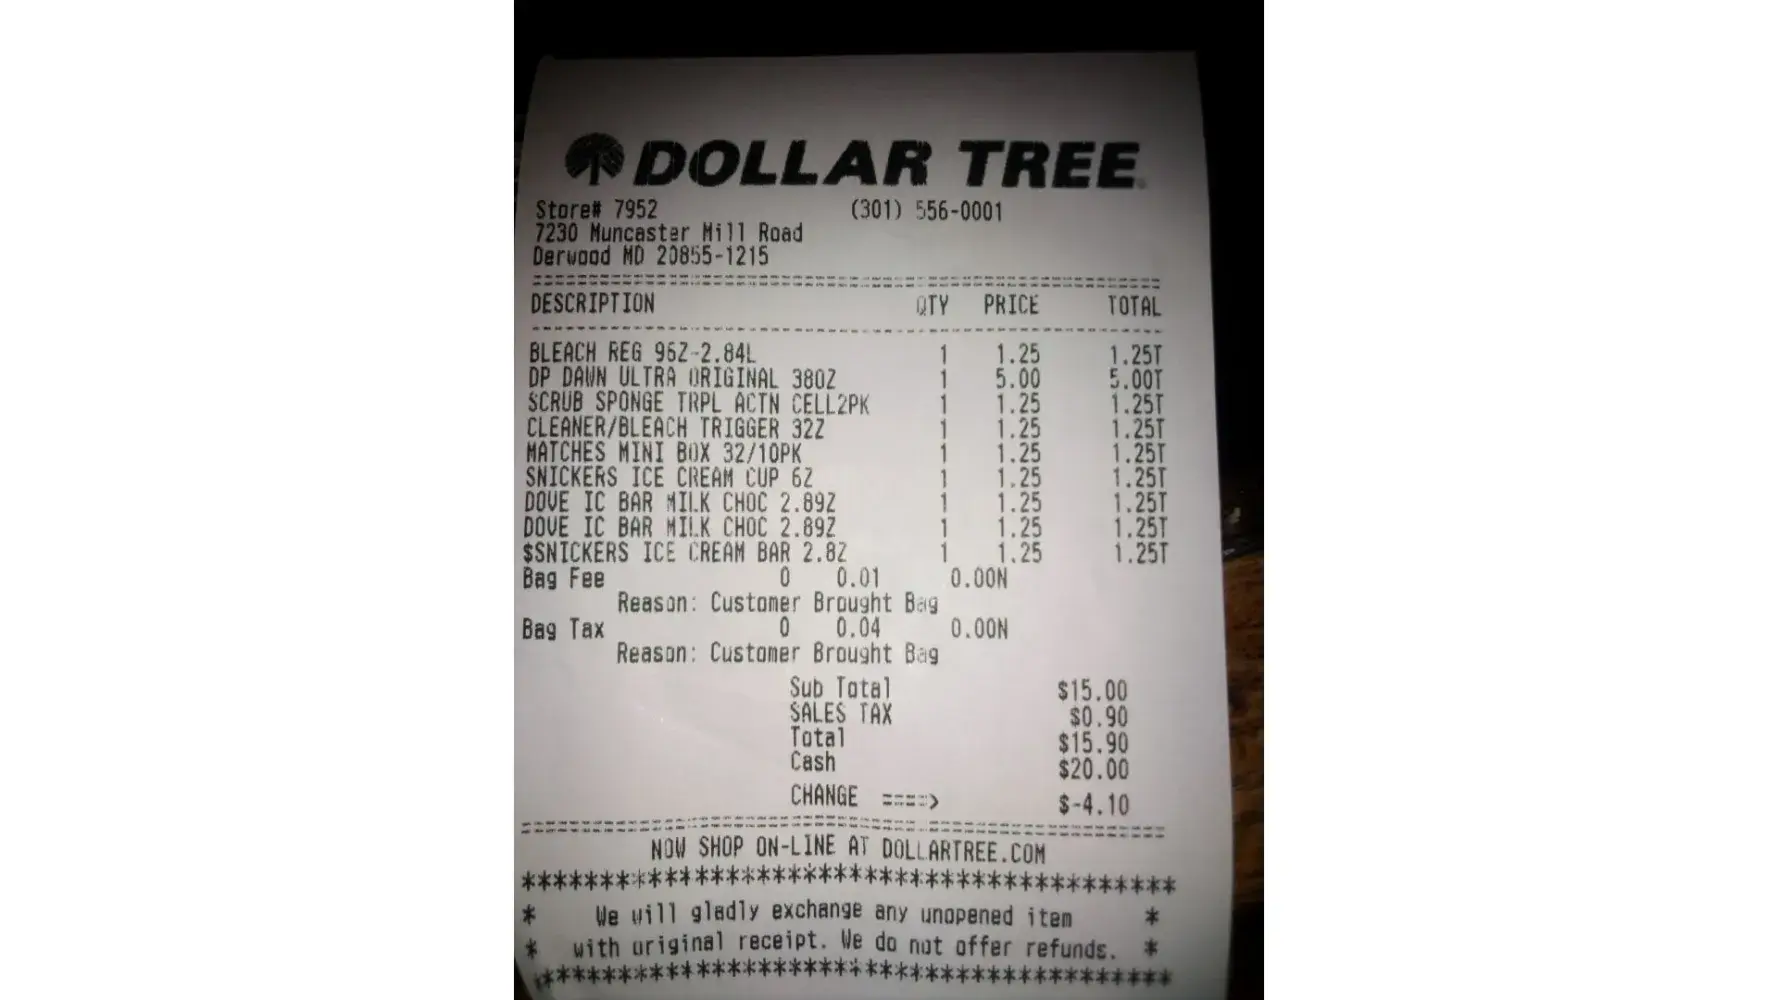 DOLLAR TREE
Store# 7952 (301) 556-0001
7230 Muncaster Mill Road
Derwood MD 20855-1215
DESCRIPTION QTY PRICE TOTAL
BLEACH REG 96Z-2.84L 1 1.25 1.25T
DP DAWN ULTRA ORIGINAL 38OZ 1 5.00 5.00T
SCRUB SPONGE TRPL ACTN CELL2PK 1 1.25 1.25T
CLEANER/BLEACH TRIGGER 32Z 1 1.25 1.25T
MATCHES MINI BOX 32/10PK 1 1.25 1.25T
SNICKERS ICE CREAM CUP 6Z 1 1.25 1.25T
DOVE IC BAR MILK CHOC 2.89Z 1 1.25 1.25T
DOVE IC BAR MILK CHOC 2.89Z 1 1.25 1.25T
$SNICKERS ICE CREAM BAR 2.8Z 1 1.25 1.25T
Bag Fee 0 0.01 0.00N
Reason: Customer Brought Bag
Bag Tax 0 0.04 0.00N
Reason: Customer Brought Bag
Sub Total $15.00
SALES TAX $0.90
Total $15.90
Cash $20.00
CHANGE ====> $-4.10
NOW SHOP ON-LINE AT DOLLARTREE.COM
******************************************
* We will gladly exchange any unopened item *
* with original receipt. We do not offer refunds. *
******************************************